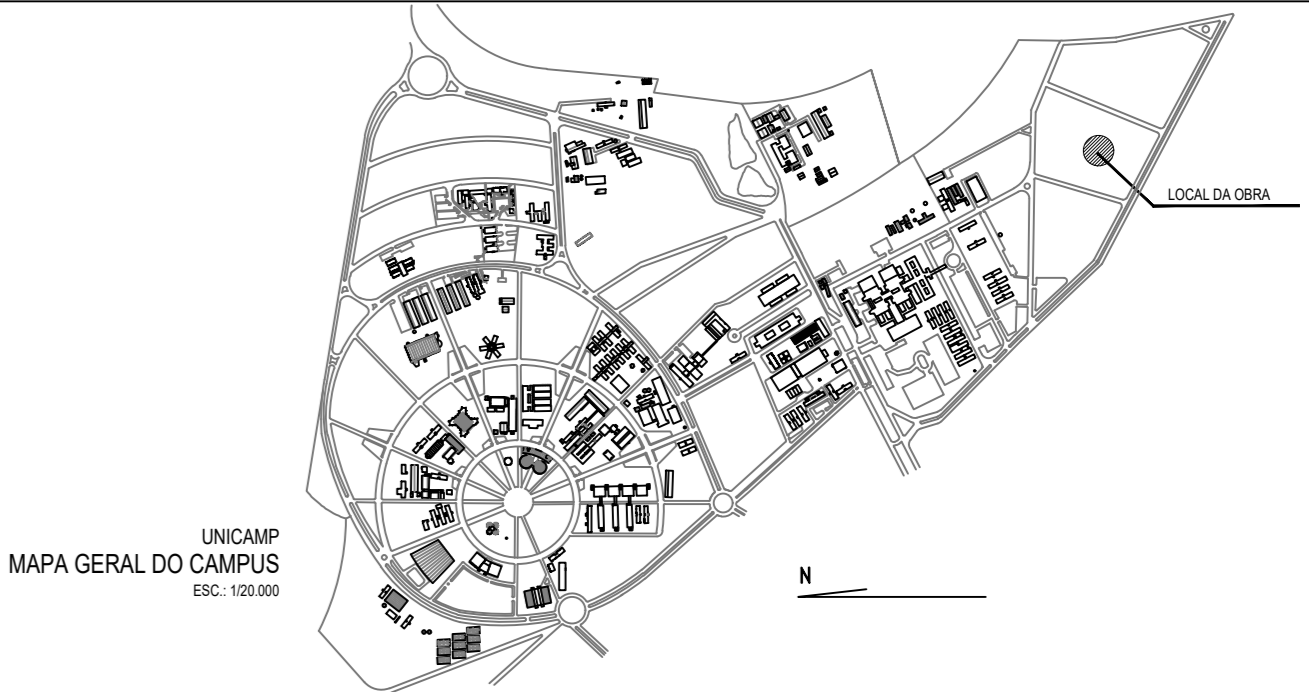 LOCAL DA OBRA
UNICAMP
MAPA GERAL DO CAMPUS
ESC.: 1/20.000
N